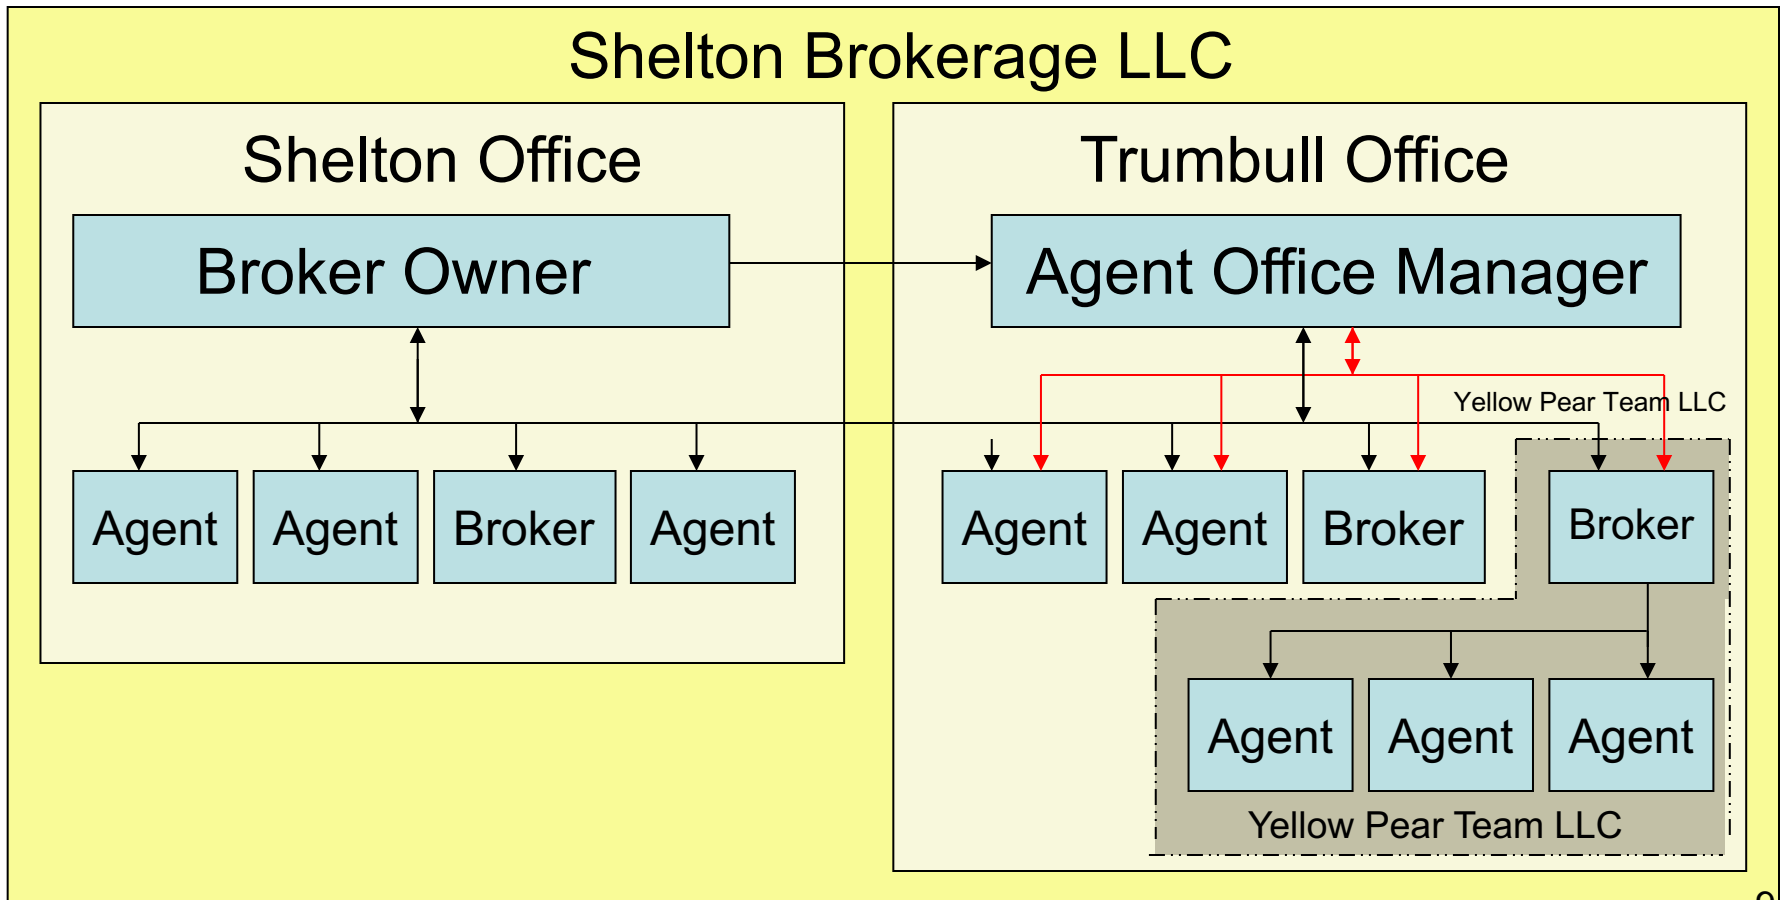 Shelton Brokerage LLC
Shelton Office
Trumbull Office
Broker Owner
Agent Office Manager
Yellow Pear Team LLC
Agent
Agent
Broker
Agent
Agent
Agent
Broker
Broker
Agent
Agent
Agent
Yellow Pear Team LLC